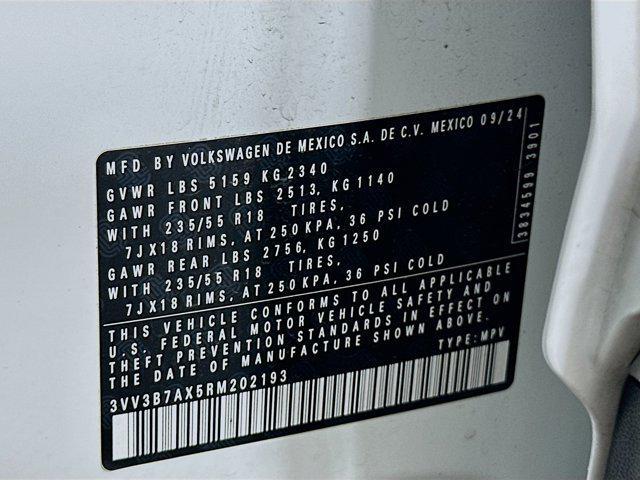 MFD BY VOLKSWAGEN DE MEXICO S.A. DE C.V. MEXICO 09/24
GVWR LBS 5159 KG 2340
GAWR FRONT LBS 2513, KG 1140
WITH 235/55 R18 TIRES,
7JX18 RIMS, AT 250 KPA, 36 PSI COLD
GAWR REAR LBS 2756, KG 1250
WITH 235/55 R18 TIRES,
7JX18 RIMS, AT 250 KPA, 36 PSI COLD
THIS VEHICLE CONFORMS TO ALL APPLICABLE
U.S. FEDERAL MOTOR VEHICLE SAFETY AND
THEFT PREVENTION STANDARDS IN EFFECT ON
THE DATE OF MANUFACTURE SHOWN ABOVE.
3VV3B7AX5RM202193 TYPE:MPV
3834599 3901